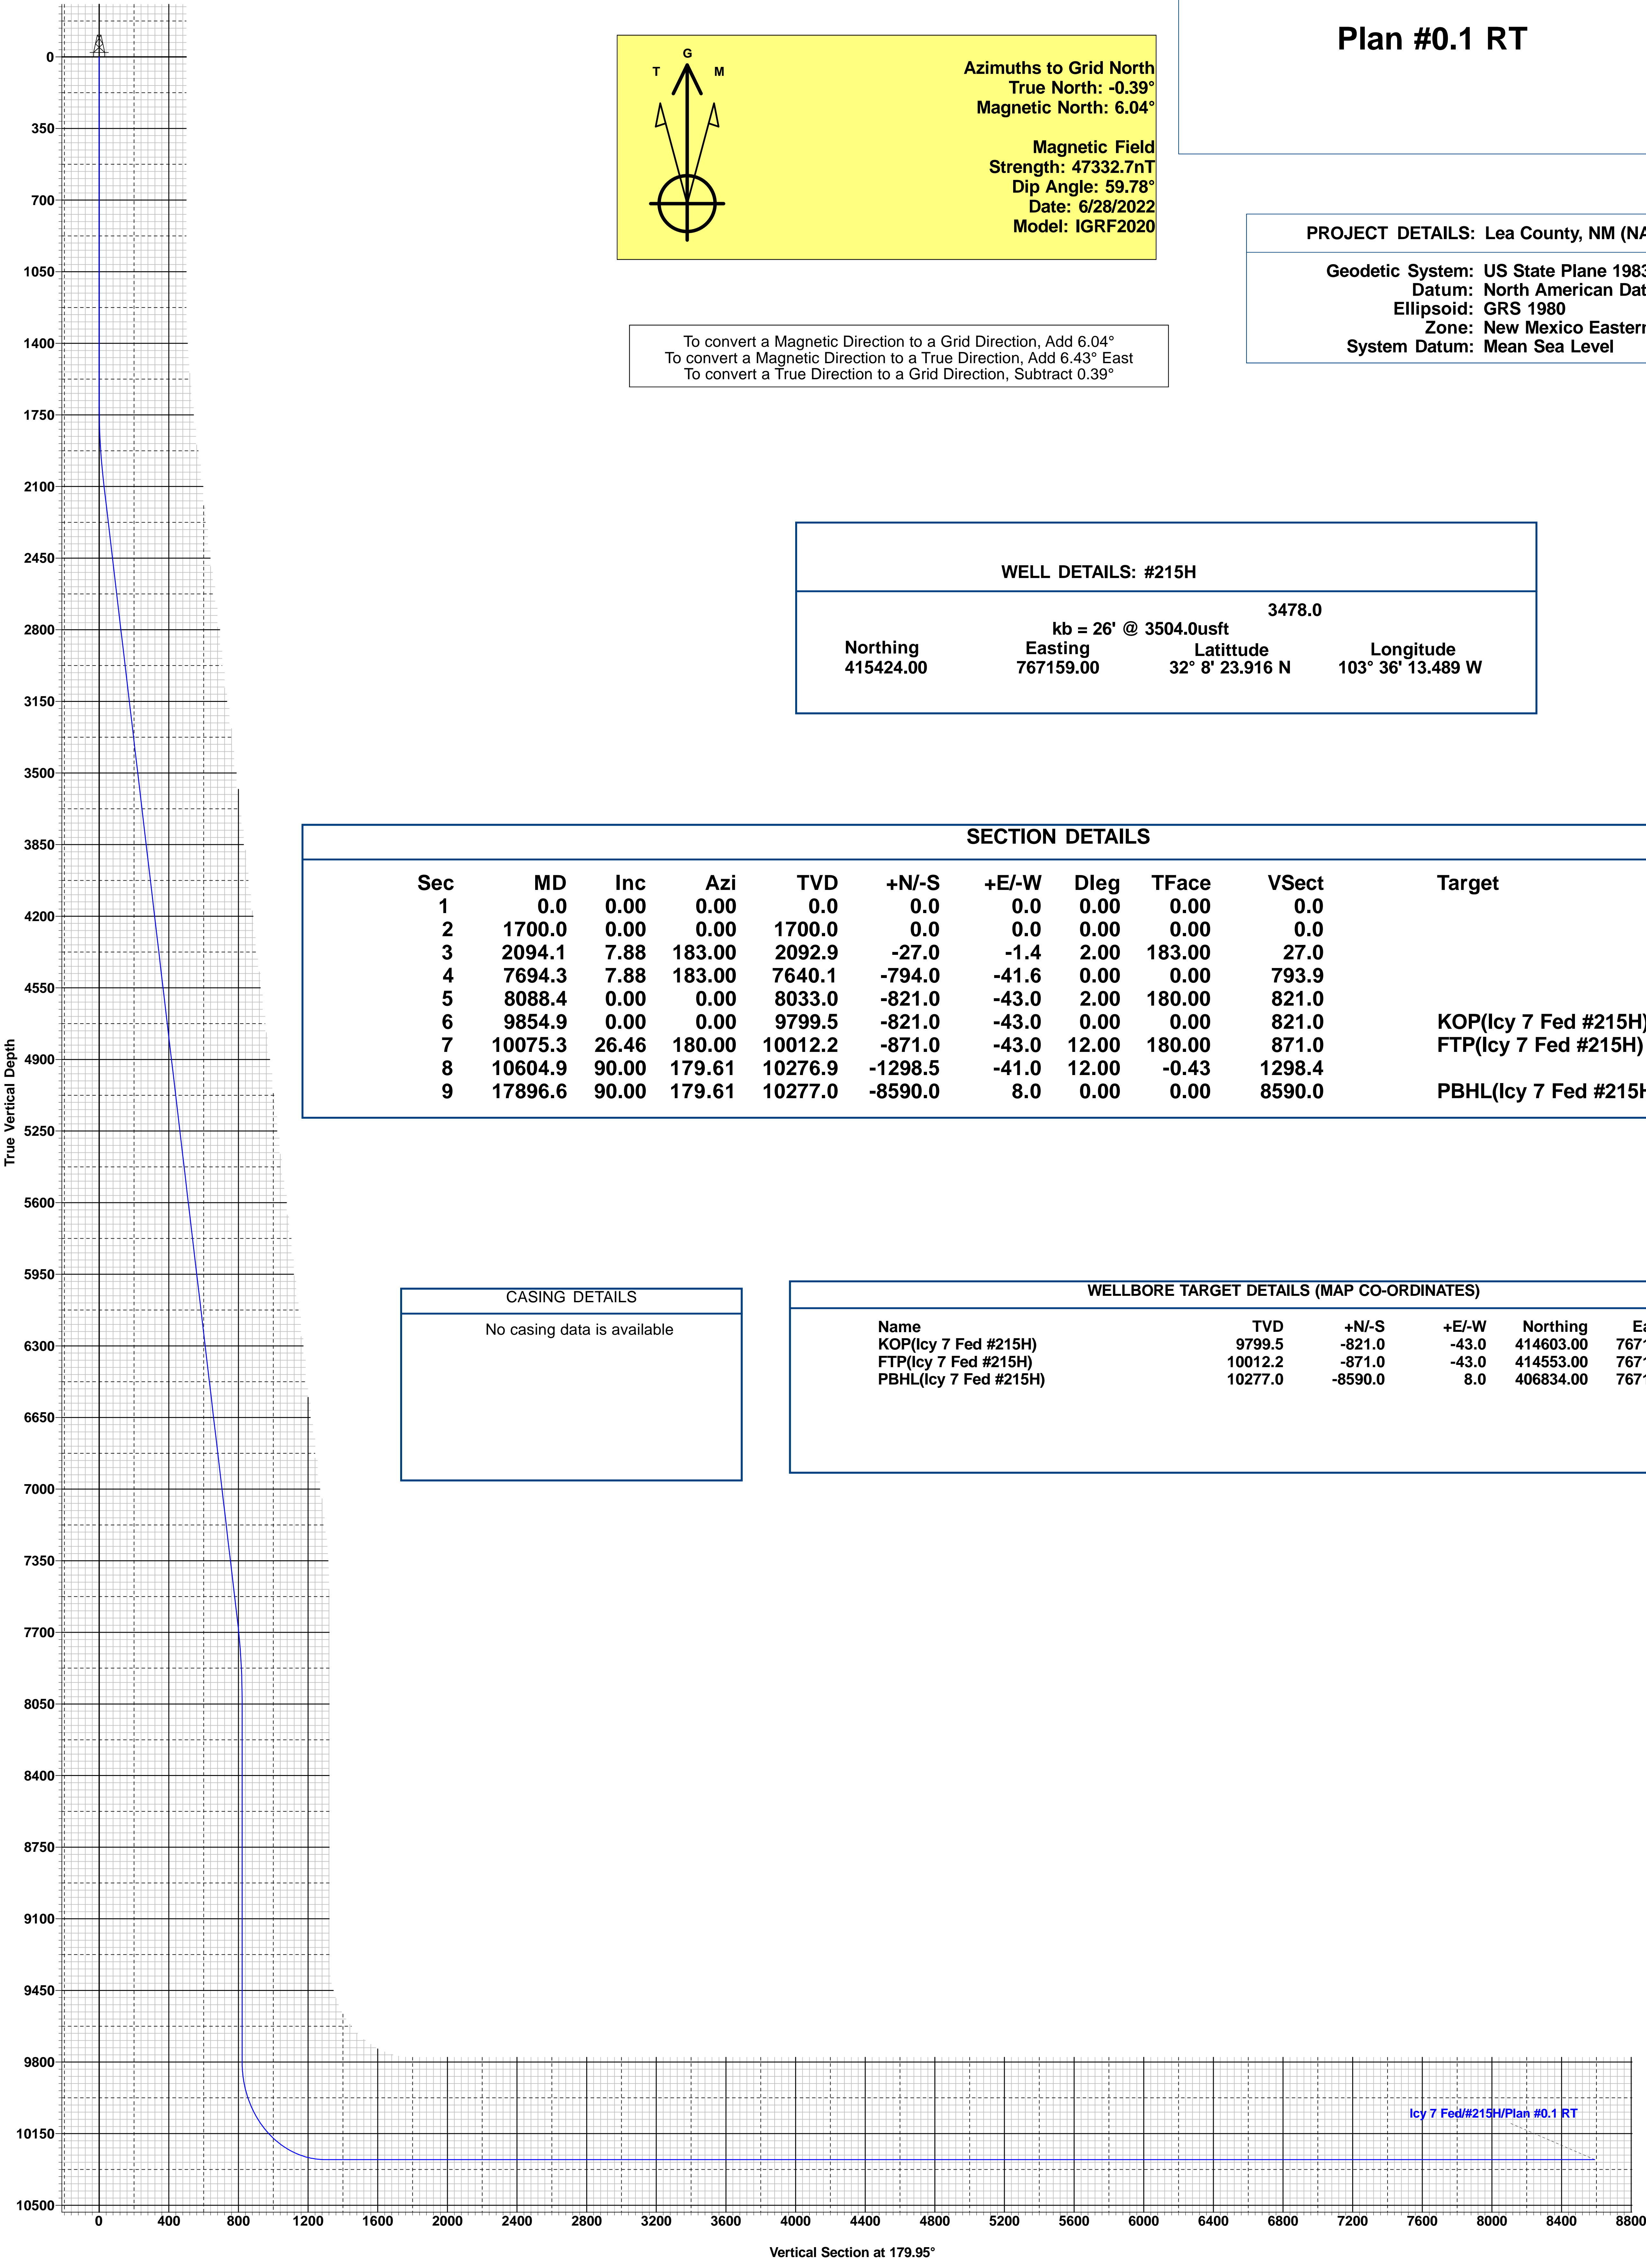 Plan #0.1 RT
G
T M
Azimuths to Grid North
True North: -0.39°
Magnetic North: 6.04°
Magnetic Field
Strength: 47332.7nT
Dip Angle: 59.78°
Date: 6/28/2022
Model: IGRF2020
PROJECT DETAILS: Lea County, NM (NA
Geodetic System: US State Plane 1983
Datum: North American Dat
Ellipsoid: GRS 1980
Zone: New Mexico Eastern
System Datum: Mean Sea Level
To convert a Magnetic Direction to a Grid Direction, Add 6.04°
To convert a Magnetic Direction to a True Direction, Add 6.43° East
To convert a True Direction to a Grid Direction, Subtract 0.39°
WELL DETAILS: #215H
3478.0
kb = 26' @ 3504.0usft
Northing Easting Latittude Longitude
415424.00 767159.00 32° 8' 23.916 N 103° 36' 13.489 W
SECTION DETAILS
Sec MD Inc Azi TVD +N/-S +E/-W Dleg TFace VSect Target
1 0.0 0.00 0.00 0.0 0.0 0.0 0.00 0.00 0.0
2 1700.0 0.00 0.00 1700.0 0.0 0.0 0.00 0.00 0.0
3 2094.1 7.88 183.00 2092.9 -27.0 -1.4 2.00 183.00 27.0
4 7694.3 7.88 183.00 7640.1 -794.0 -41.6 0.00 0.00 793.9
5 8088.4 0.00 0.00 8033.0 -821.0 -43.0 2.00 180.00 821.0
6 9854.9 0.00 0.00 9799.5 -821.0 -43.0 0.00 0.00 821.0 KOP(Icy 7 Fed #215H)
7 10075.3 26.46 180.00 10012.2 -871.0 -43.0 12.00 180.00 871.0 FTP(Icy 7 Fed #215H)
8 10604.9 90.00 179.61 10276.9 -1298.5 -41.0 12.00 -0.43 1298.4
9 17896.6 90.00 179.61 10277.0 -8590.0 8.0 0.00 0.00 8590.0 PBHL(Icy 7 Fed #215H
CASING DETAILS
No casing data is available
WELLBORE TARGET DETAILS (MAP CO-ORDINATES)
Name TVD +N/-S +E/-W Northing Ea
KOP(Icy 7 Fed #215H) 9799.5 -821.0 -43.0 414603.00 7671
FTP(Icy 7 Fed #215H) 10012.2 -871.0 -43.0 414553.00 7671
PBHL(Icy 7 Fed #215H) 10277.0 -8590.0 8.0 406834.00 7671
True Vertical Depth
0
350
700
1050
1400
1750
2100
2450
2800
3150
3500
3850
4200
4550
4900
5250
5600
5950
6300
6650
7000
7350
7700
8050
8400
8750
9100
9450
9800
10150
10500
Icy 7 Fed/#215H/Plan #0.1 RT
0 400 800 1200 1600 2000 2400 2800 3200 3600 4000 4400 4800 5200 5600 6000 6400 6800 7200 7600 8000 8400 8800
Vertical Section at 179.95°